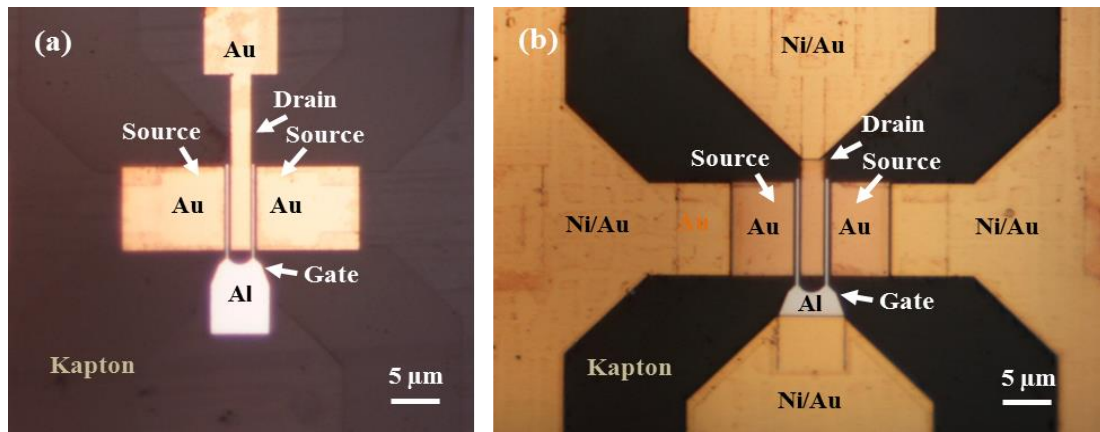 (a)
Au
Drain
Source
Source
Au
Au
Gate
Al
Kapton
5 µm
(b)
Ni/Au
Drain
Source
Source
Ni/Au
Au
Au
Au
Ni/Au
Al
Gate
Kapton
5 µm
Ni/Au